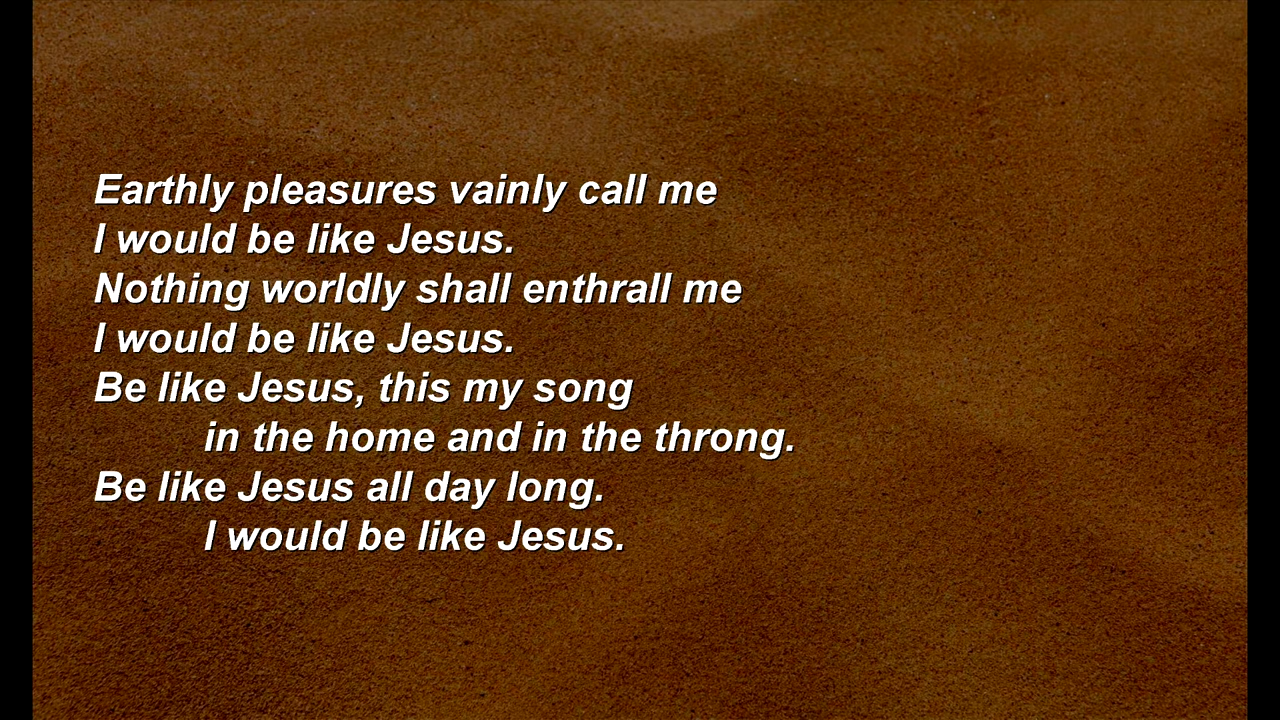 Earthly pleasures vainly call me
I would be like Jesus.
Nothing worldly shall enthrall me
I would be like Jesus.
Be like Jesus, this my song
in the home and in the throng.
Be like Jesus all day long.
I would be like Jesus.